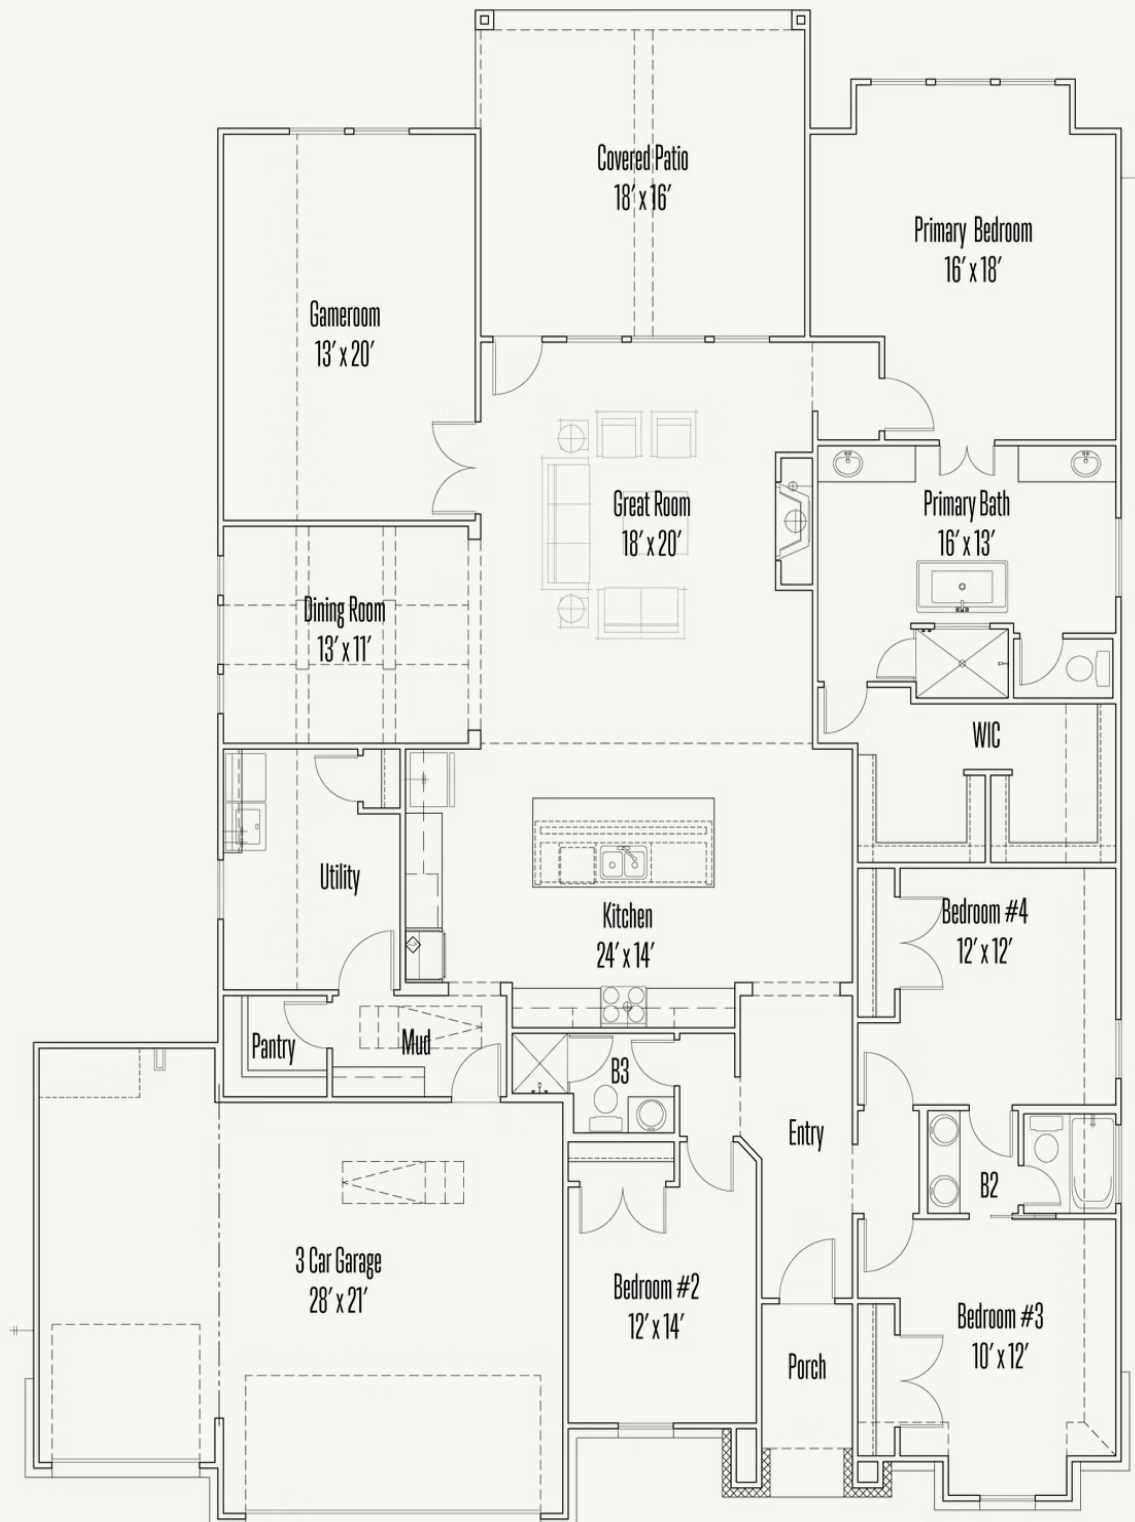 Covered Patio
18' x 16'
Primary Bedroom
16' x 18'
Gameroom
13' x 20'
Great Room
18' x 20'
Primary Bath
16' x 13'
Dining Room
13' x 11'
WIC
Utility
Kitchen
24' x 14'
Bedroom #4
12' x 12'
Pantry
Mud
B3
Entry
B2
3 Car Garage
28' x 21'
Bedroom #2
12' x 14'
Bedroom #3
10' x 12'
Porch